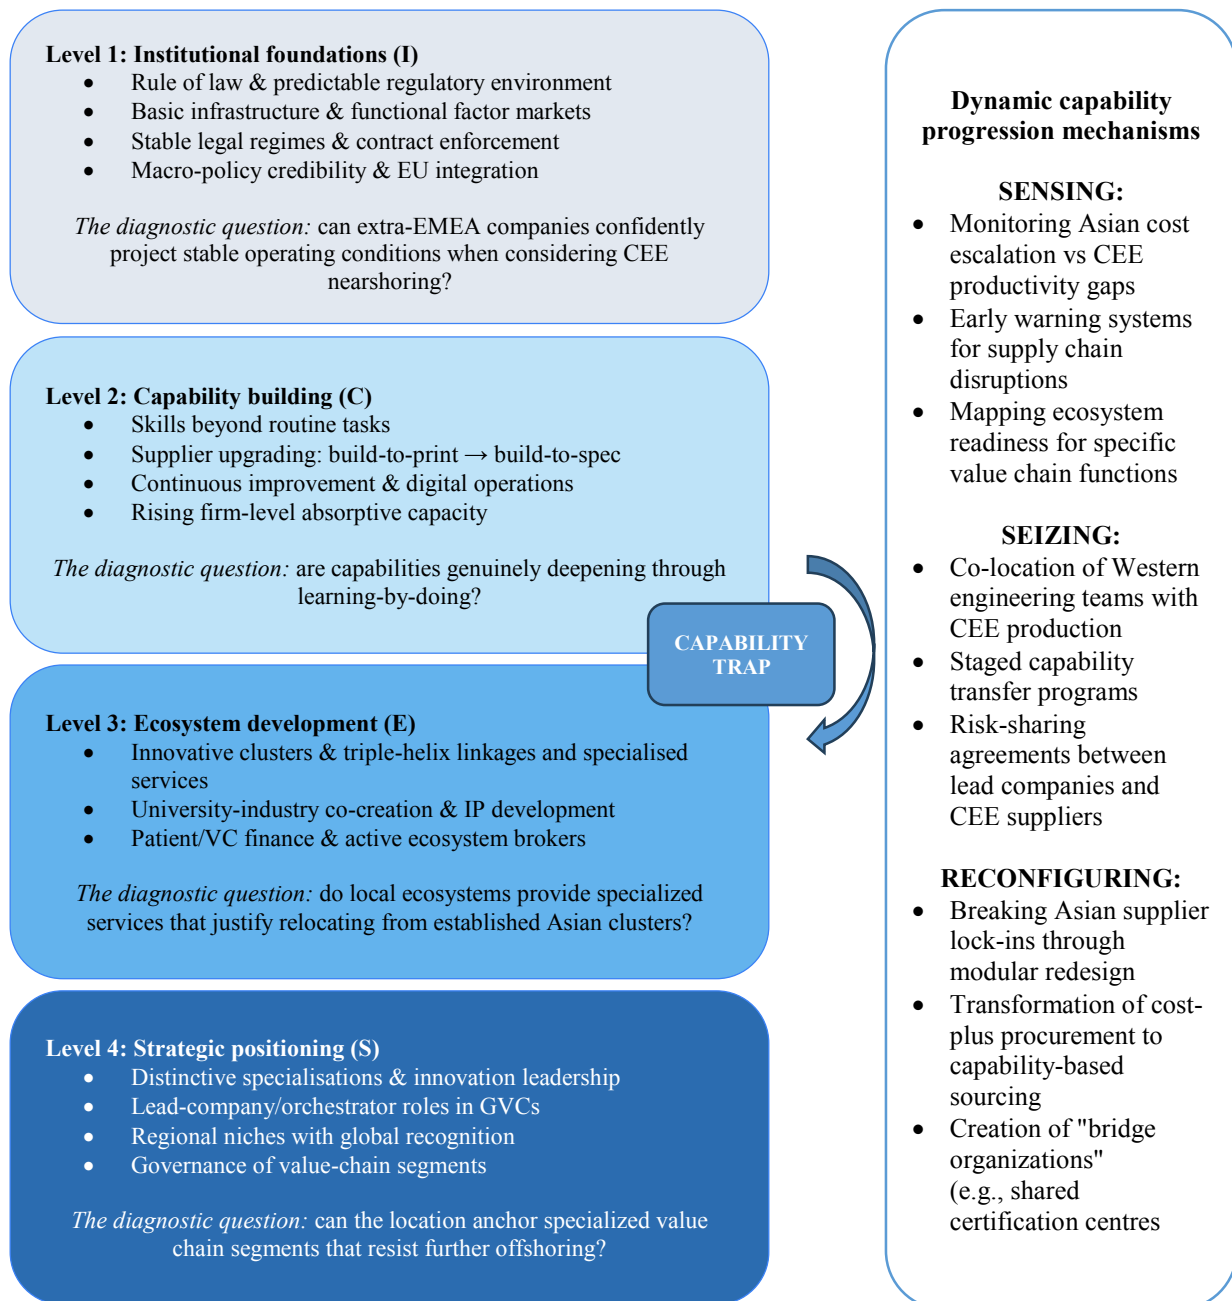 Level 1: Institutional foundations (I)
• Rule of law & predictable regulatory environment
• Basic infrastructure & functional factor markets
• Stable legal regimes & contract enforcement
• Macro-policy credibility & EU integration
The diagnostic question: can extra-EMEA companies confidently
project stable operating conditions when considering CEE
nearshoring?
Level 2: Capability building (C)
• Skills beyond routine tasks
• Supplier upgrading: build-to-print → build-to-spec
• Continuous improvement & digital operations
• Rising firm-level absorptive capacity
The diagnostic question: are capabilities genuinely deepening through
learning-by-doing?
CAPABILITY
TRAP
Level 3: Ecosystem development (E)
• Innovative clusters & triple-helix linkages and specialised
services
• University-industry co-creation & IP development
• Patient/VC finance & active ecosystem brokers
The diagnostic question: do local ecosystems provide specialized
services that justify relocating from established Asian clusters?
Level 4: Strategic positioning (S)
• Distinctive specialisations & innovation leadership
• Lead-company/orchestrator roles in GVCs
• Regional niches with global recognition
• Governance of value-chain segments
The diagnostic question: can the location anchor specialized value
chain segments that resist further offshoring?
Dynamic capability
progression mechanisms
SENSING:
• Monitoring Asian cost
escalation vs CEE
productivity gaps
• Early warning systems
for supply chain
disruptions
• Mapping ecosystem
readiness for specific
value chain functions
SEIZING:
• Co-location of Western
engineering teams with
CEE production
• Staged capability
transfer programs
• Risk-sharing
agreements between
lead companies and
CEE suppliers
RECONFIGURING:
• Breaking Asian supplier
lock-ins through
modular redesign
• Transformation of cost-
plus procurement to
capability-based
sourcing
• Creation of "bridge
organizations"
(e.g., shared
certification centres